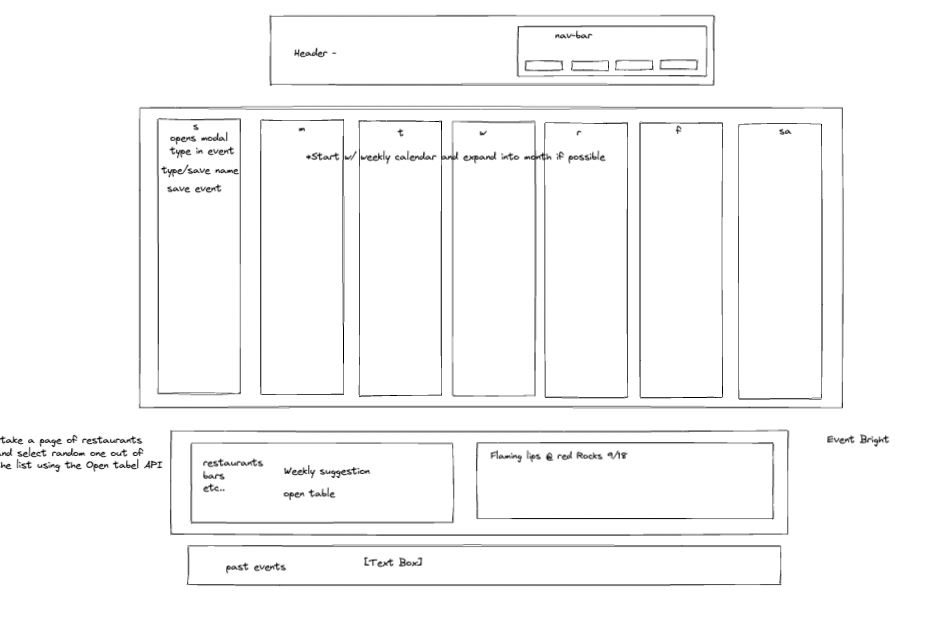 nav-bar
Header -
s
m
t
w
r
f
sa
opens modal
type in event
*Start w/ weekly calendar and expand into month if possible
type/save name
save event
take a page of restaurants
and select random one out of
he list using the Open tabel API
Event Bright
restaurants
bars
etc..
Weekly suggestion
open table
Flaming lips @ red Rocks 9/18
past events
[Text Box]